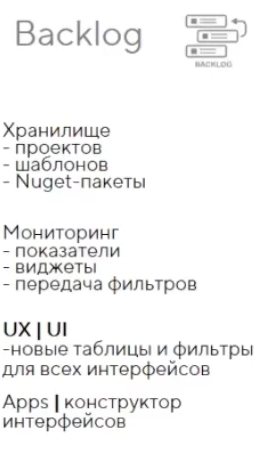 Backlog
BACKLOG
Хранилище
- проектов
- шаблонов
- Nuget-пакеты
Мониторинг
- показатели
- виджеты
- передача фильтров
UX | UI
-новые таблицы и фильтры
для всех интерфейсов
Apps | конструктор
интерфейсов